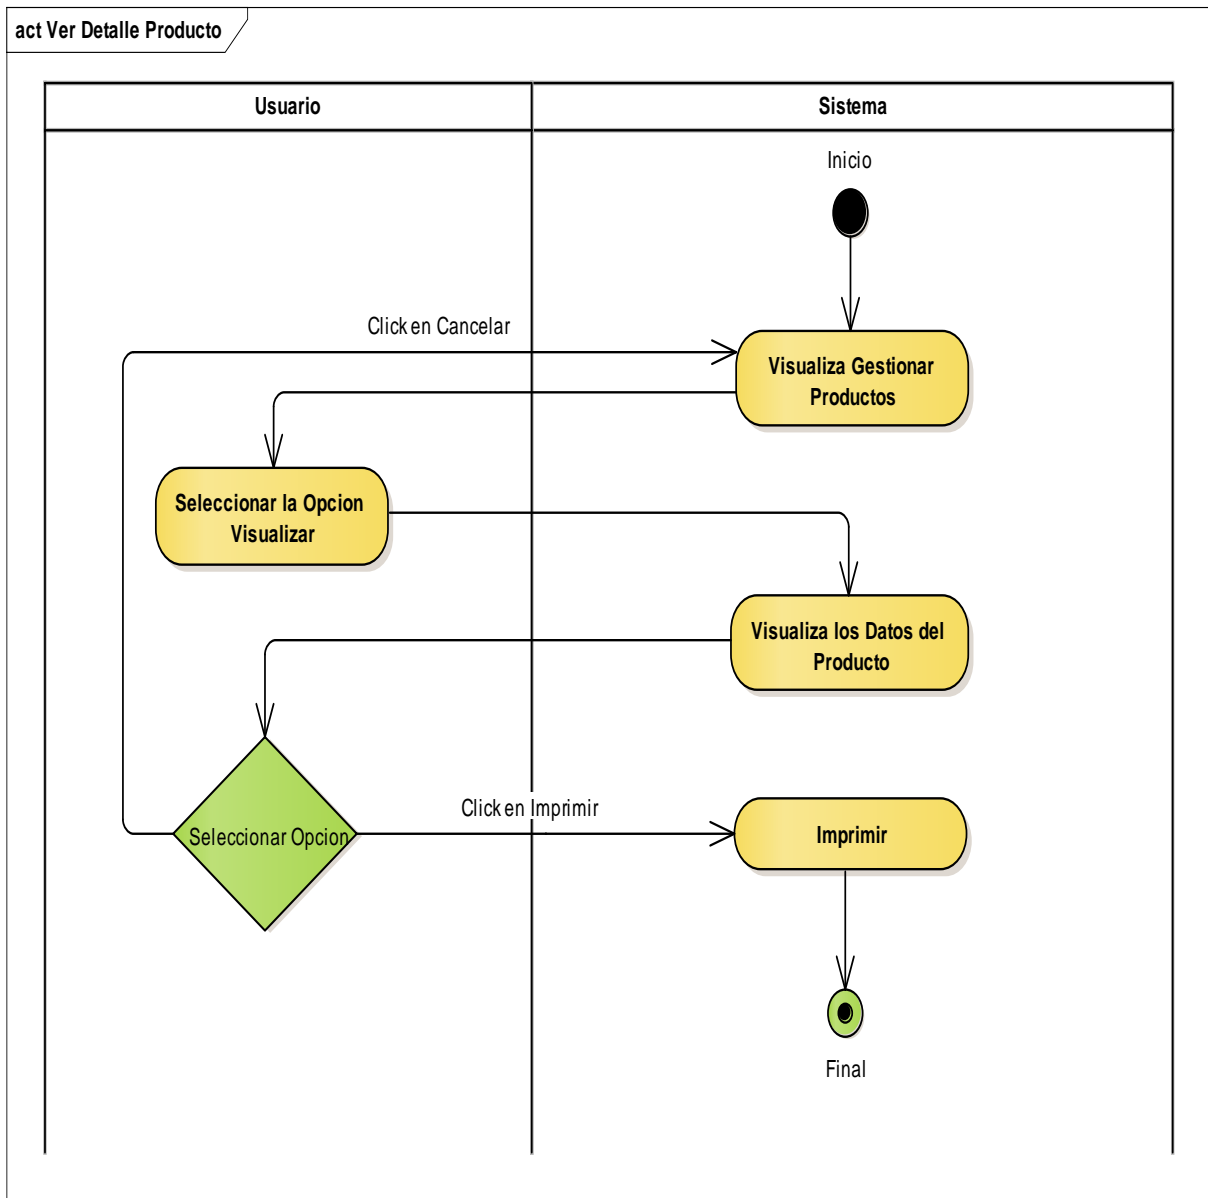 act Ver Detalle Producto
Usuario
Sistema
Inicio
Click en Cancelar
Visualiza Gestionar
Productos
Seleccionar la Opcion
Visualizar
Visualiza los Datos del
Producto
Click en Imprimir
Seleccionar Opcion
Imprimir
Final